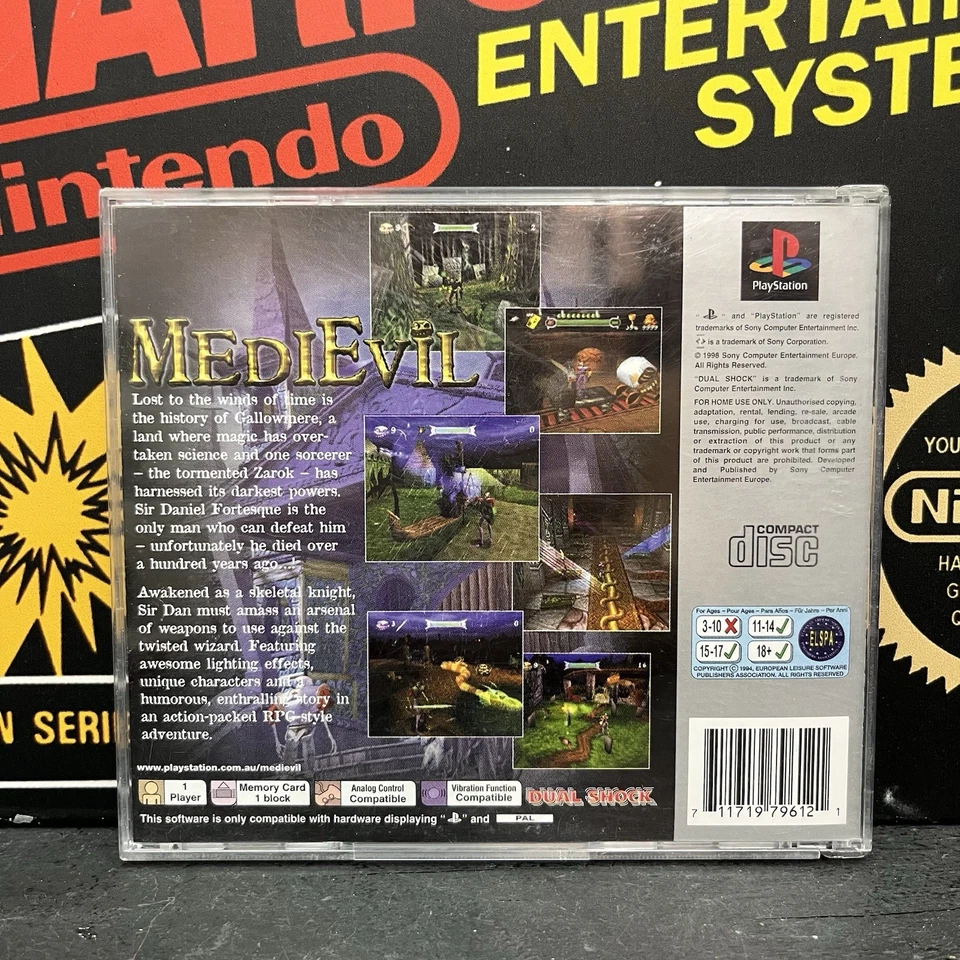 ENTERTAI
SYSTE
Nintendo
MEDIEVIL
Lost to the winds of time is
the history of Gallowmere, a
land where magic has over-
taken science and one sorcerer
– the tormented Zarok – has
harnessed its darkest powers.
Sir Daniel Fortesque is the
only man who can defeat him
– unfortunately he died over
a hundred years ago...!
Awakened as a skeletal knight,
Sir Dan must amass an arsenal
of weapons to use against the
twisted wizard. Featuring
awesome lighting effects,
unique characters and a
humorous, enthralling story in
an action-packed RPG-style
adventure.
www.playstation.com.au/medievil
1
Player
Memory Card
1 block
Analog Control
Compatible
Vibration Function
Compatible
DUAL SHOCK
This software is only compatible with hardware displaying " " and PAL
PlayStation
" " and "PlayStation" are registered
trademarks of Sony Computer Entertainment Inc.
is a trademark of Sony Corporation.
© 1998 Sony Computer Entertainment Europe.
All Rights Reserved.
"DUAL SHOCK" is a trademark of Sony
Computer Entertainment Inc.
FOR HOME USE ONLY. Unauthorised copying,
adaptation, rental, lending, re-sale, arcade
use, charging for use, broadcast, cable
transmission, public performance, distribution
or extraction of this product or any
trademark or copyright work that forms part
of this product are prohibited. Developed
and Published by Sony Computer
Entertainment Europe.
COMPACT
disc
For Ages – Pour Ages – Para Años – Für Jahre – Per Anni
3-10 11-14
15-17 18+
ELSPA
COPYRIGHT © 1994, EUROPEAN LEISURE SOFTWARE
PUBLISHERS ASSOCIATION. ALL RIGHTS RESERVED
7 11719 79612 1
N SERI
YOU
Ni
HA
G
Q